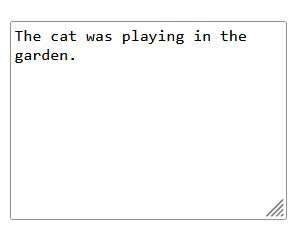 The cat was playing in the
garden.